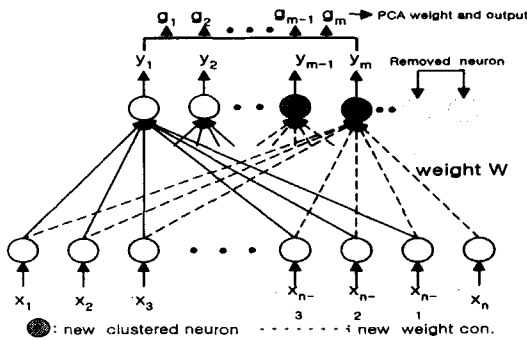 g1 g2 gm-1 gm PCA weight and output
y1 y2 ym-1 ym Removed neuron
weight W
x1 x2 x3 xn-3 xn-2 xn-1 xn
: new clustered neuron ------- : new weight con.